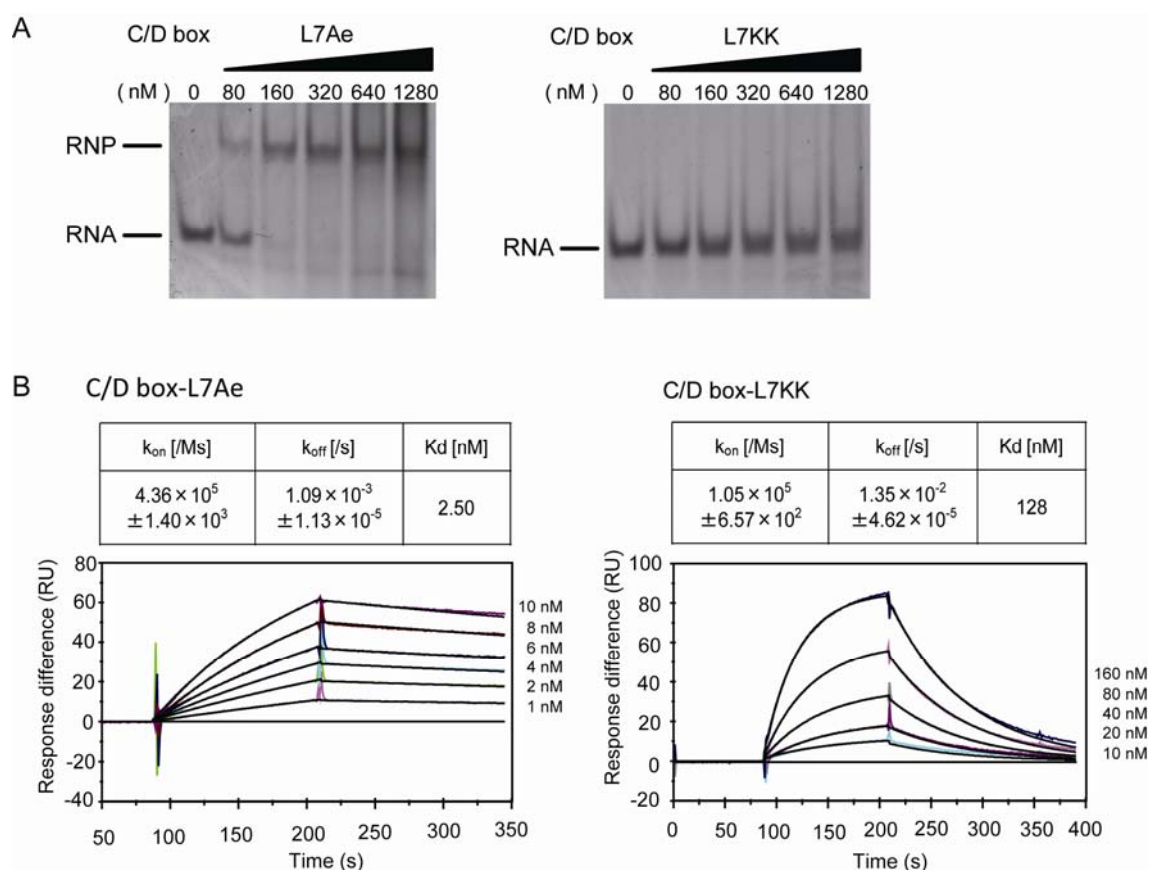 A
C/D box L7Ae
( nM) 0 80 160 320 640 1280
RNP
RNA
C/D box L7KK
( nM) 0 80 160 320 640 1280
RNA
B
C/D box-L7Ae
kon [/Ms] koff [/s] Kd [nM]
4.36 × 10⁵ 1.09 × 10⁻³ 2.50
±1.40 × 10³ ±1.13 × 10⁻⁵
Response difference (RU)
80
60
40
20
0
-20
-40
50 100 150 200 250 300 350
Time (s)
10 nM
8 nM
6 nM
4 nM
2 nM
1 nM
C/D box-L7KK
kon [/Ms] koff [/s] Kd [nM]
1.05 × 10⁵ 1.35 × 10⁻² 128
±6.57 × 10² ±4.62 × 10⁻⁵
Response difference (RU)
100
80
60
40
20
0
-20
0 50 100 150 200 250 300 350 400
Time (s)
160 nM
80 nM
40 nM
20 nM
10 nM